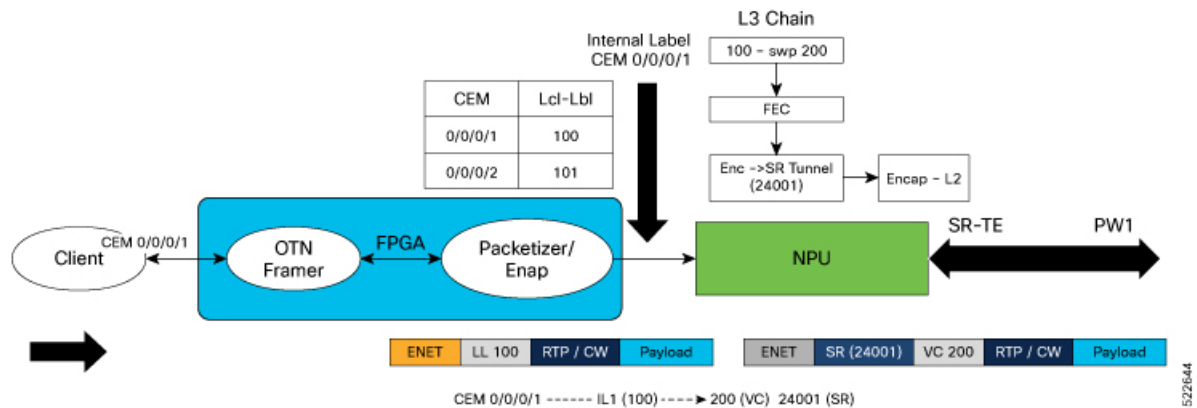 L3 Chain
Internal Label
CEM 0/0/0/1
100 - swp 200
FEC
CEM Lcl-Lbl
0/0/0/1 100
0/0/0/2 101
Enc ->SR Tunnel
(24001)
Encap - L2
Client
CEM 0/0/0/1
OTN
Framer
FPGA
Packetizer/
Enap
NPU
SR-TE
PW1
ENET LL 100 RTP / CW Payload
ENET SR (24001) VC 200 RTP / CW Payload
CEM 0/0/0/1 ------ IL1 (100)----► 200 (VC) 24001 (SR)
522644